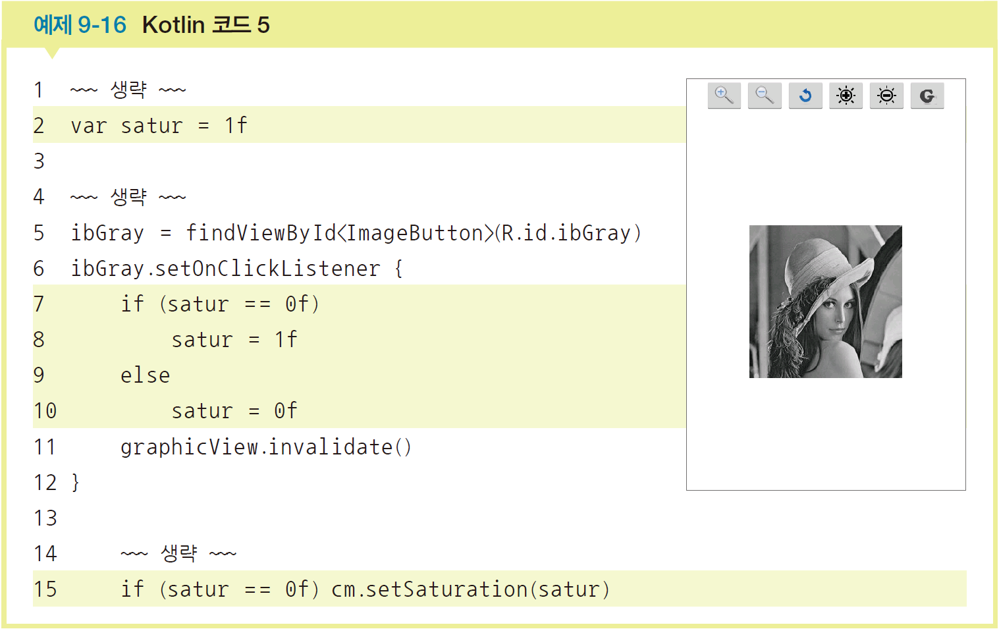 예제 9-16 Kotlin 코드 5
1 ~~~ 생략 ~~~
2 var satur = 1f
3
4 ~~~ 생략 ~~~
5 ibGray = findViewById<ImageButton>(R.id.ibGray)
6 ibGray.setOnClickListener {
7 if (satur == 0f)
8 satur = 1f
9 else
10 satur = 0f
11 graphicView.invalidate()
12 }
13
14 ~~~ 생략 ~~~
15 if (satur == 0f) cm.setSaturation(satur)
G